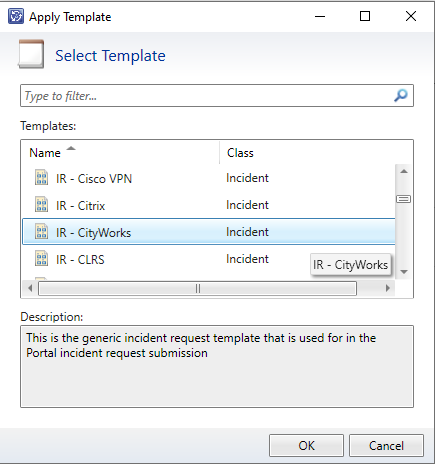 Apply Template
Select Template
Type to filter...
Templates:
Name Class
IR - Cisco VPN Incident
IR - Citrix Incident
IR - CityWorks Incident
IR - CLRS Incident
IR - CityWorks
Description:
This is the generic incident request template that is used for in the
Portal incident request submission
OK Cancel